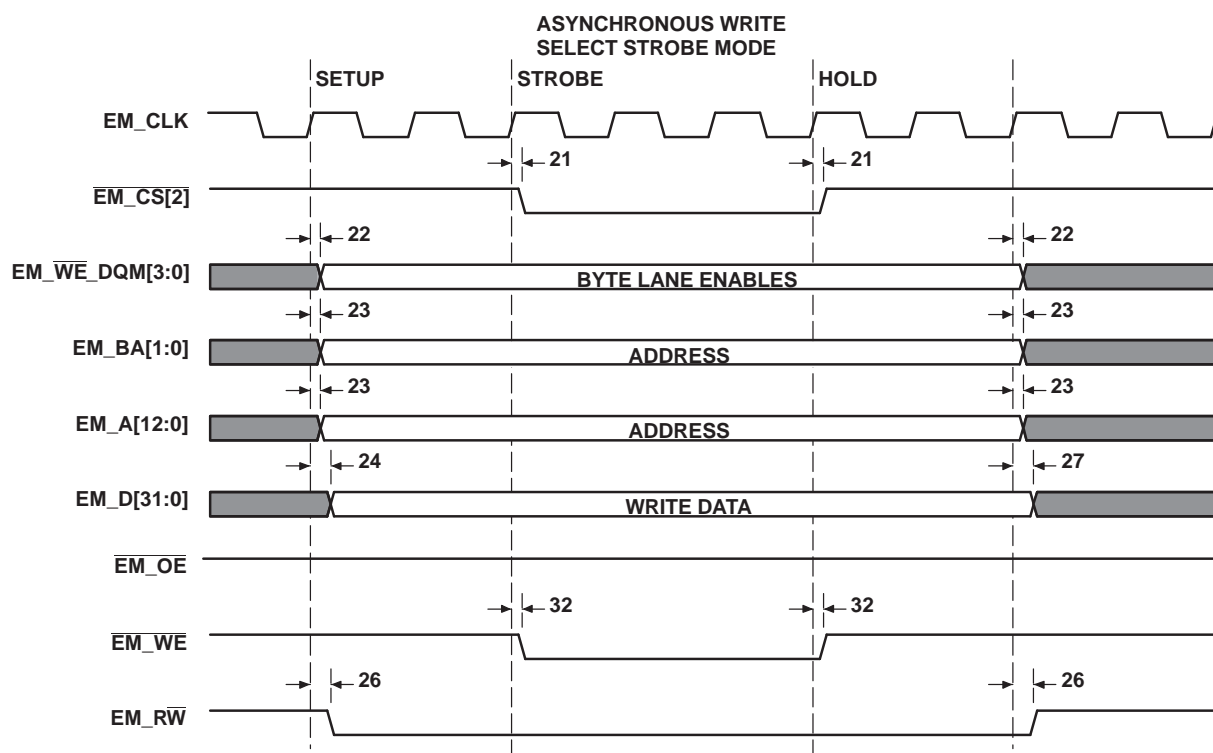 ASYNCHRONOUS WRITE
SELECT STROBE MODE
SETUP STROBE HOLD
EM_CLK
21 21
EM_CS[2]
22 22
EM_WE_DQM[3:0] BYTE LANE ENABLES
23 23
EM_BA[1:0] ADDRESS
23 23
EM_A[12:0] ADDRESS
24 27
EM_D[31:0] WRITE DATA
EM_OE
32 32
EM_WE
26 26
EM_RW